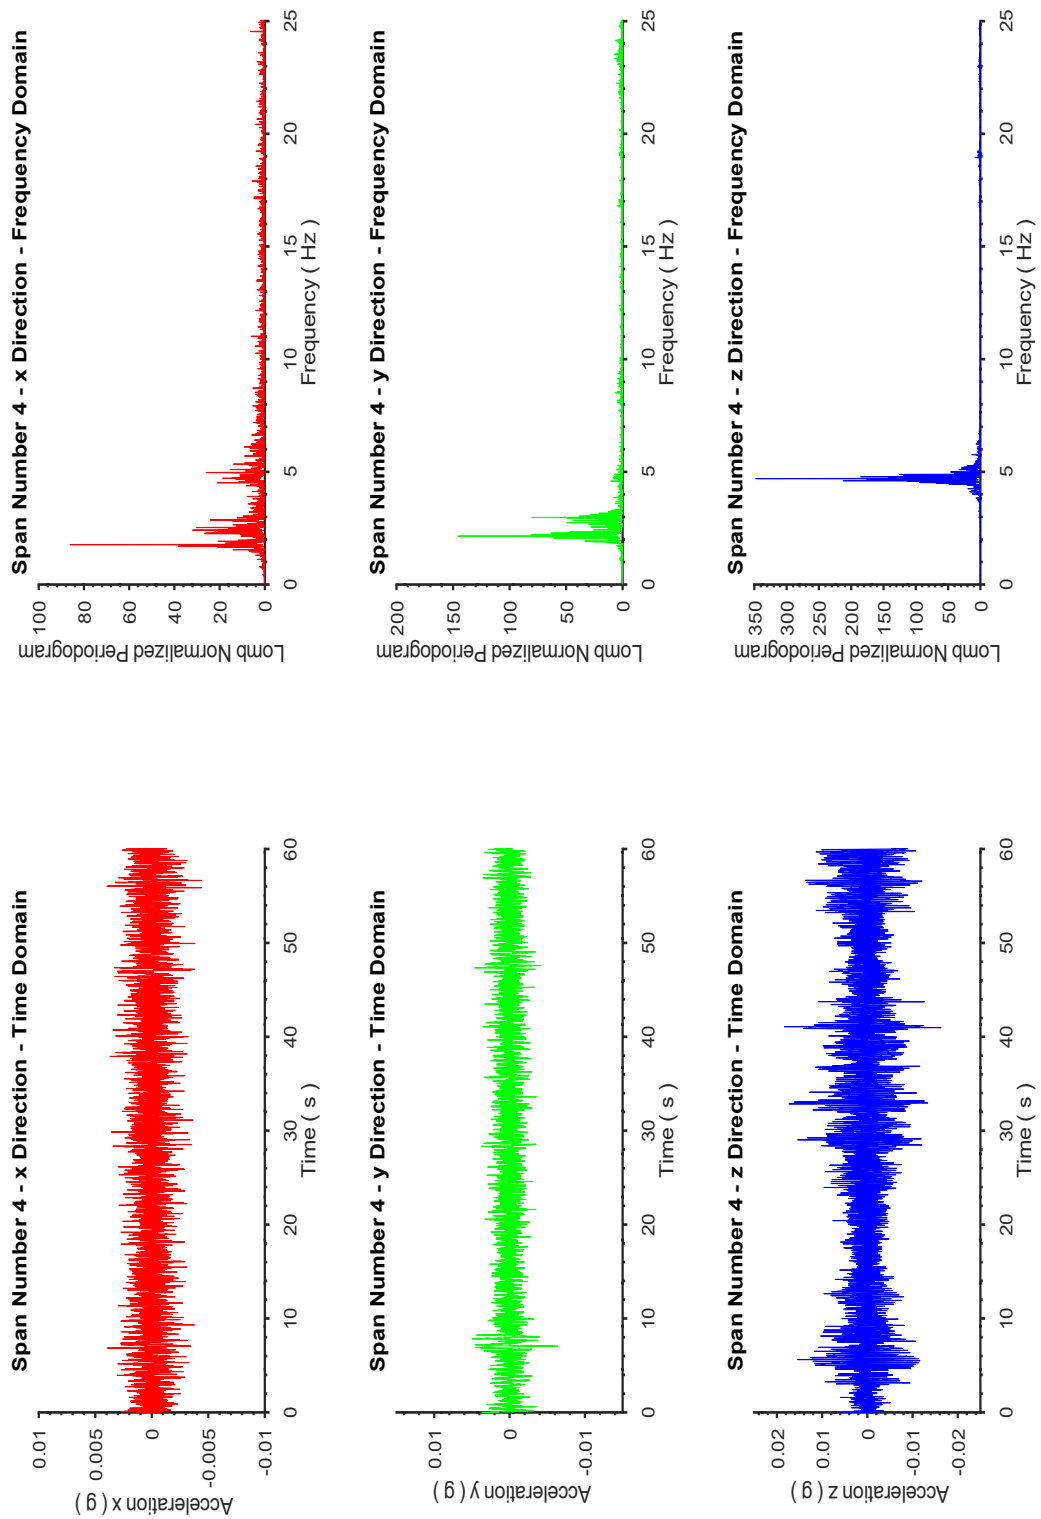 Span Number 4 - x Direction - Time Domain
Acceleration x ( g )
0.01
0.005
0
-0.005
-0.01
0 10 20 30 40 50 60
Time ( s )
Span Number 4 - x Direction - Frequency Domain
Lomb Normalized Periodogram
100
80
60
40
20
0
0 5 10 15 20 25
Frequency ( Hz )
Span Number 4 - y Direction - Time Domain
Acceleration y ( g )
0.01
0
-0.01
0 10 20 30 40 50 60
Time ( s )
Span Number 4 - y Direction - Frequency Domain
Lomb Normalized Periodogram
200
150
100
50
0
0 5 10 15 20 25
Frequency ( Hz )
Span Number 4 - z Direction - Time Domain
Acceleration z ( g )
0.02
0.01
0
-0.01
-0.02
0 10 20 30 40 50 60
Time ( s )
Span Number 4 - z Direction - Frequency Domain
Lomb Normalized Periodogram
350
300
250
200
150
100
50
0
0 5 10 15 20 25
Frequency ( Hz )